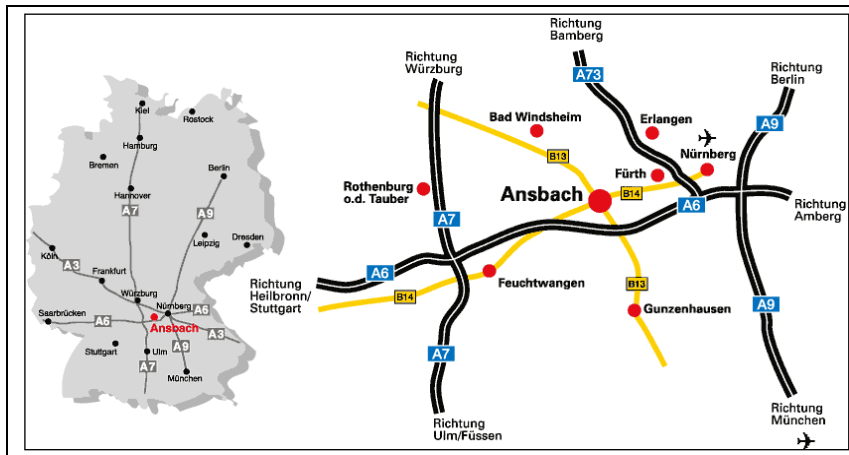 Kiel
Rostock
Hamburg
Bremen
Berlin
Hannover
A7
A9
Leipzig
Dresden
Köln
A3
Frankfurt
Würzburg
Nürnberg
A6
Saarbrücken
A6
Ansbach
A3
Stuttgart
Ulm
A9
München
A7
Richtung
Würzburg
Richtung
Bamberg
A73
Richtung
Berlin
A9
Bad Windsheim
Erlangen
B13
Nürnberg
Fürth
Rothenburg
o.d. Tauber
Ansbach
B14
A6
A7
Richtung
Amberg
Richtung
Heilbronn/
Stuttgart
A6
Feuchtwangen
B14
B13
Gunzenhausen
A9
A7
Richtung
Ulm/Füssen
Richtung
München